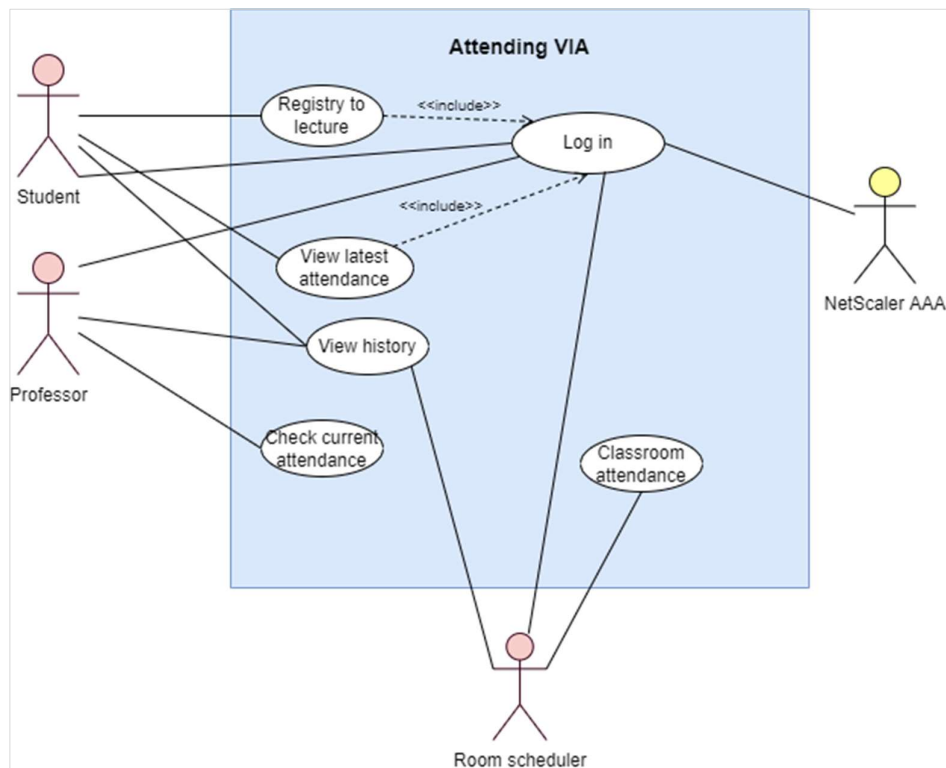 Attending VIA
Registry to
lecture
<<include>>
Log in
Student
<<include>>
View latest
attendance
NetScaler AAA
View history
Professor
Check current
attendance
Classroom
attendance
Room scheduler